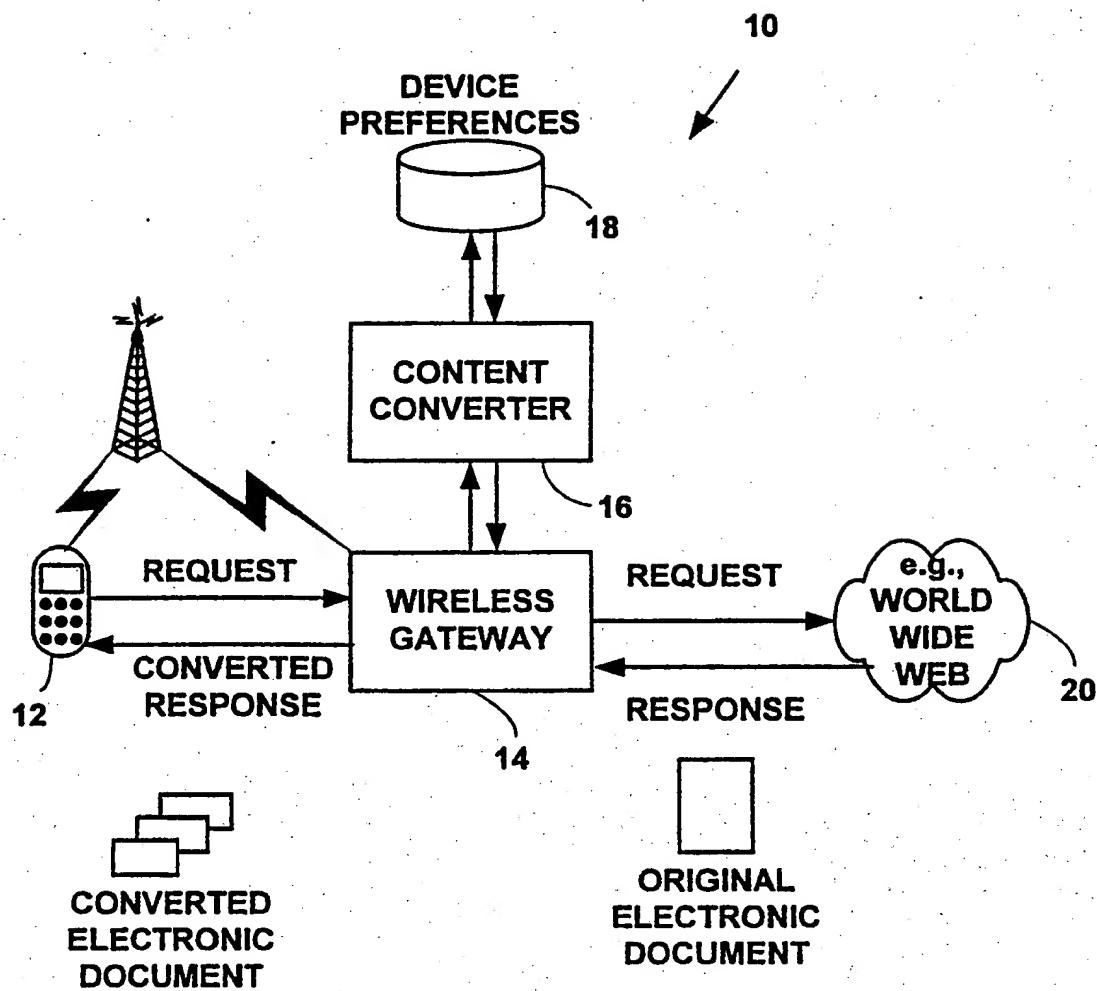 10
DEVICE
PREFERENCES
18
CONTENT
CONVERTER
16
REQUEST
WIRELESS
GATEWAY
REQUEST
e.g.,
WORLD
WIDE
WEB
CONVERTED
RESPONSE
RESPONSE
12
14
20
CONVERTED
ELECTRONIC
DOCUMENT
ORIGINAL
ELECTRONIC
DOCUMENT